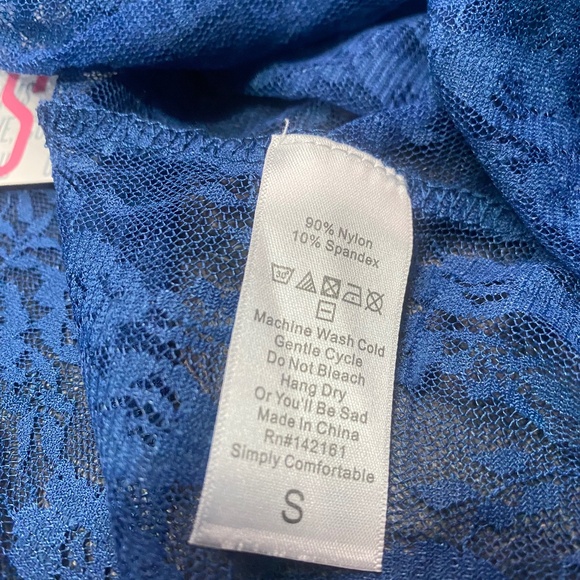 90% Nylon
10% Spandex
30°
Machine Wash Cold
Gentle Cycle
Do Not Bleach
Hang Dry
Or You'll Be Sad
Made In China
Rn#142161
Simply Comfortable
S